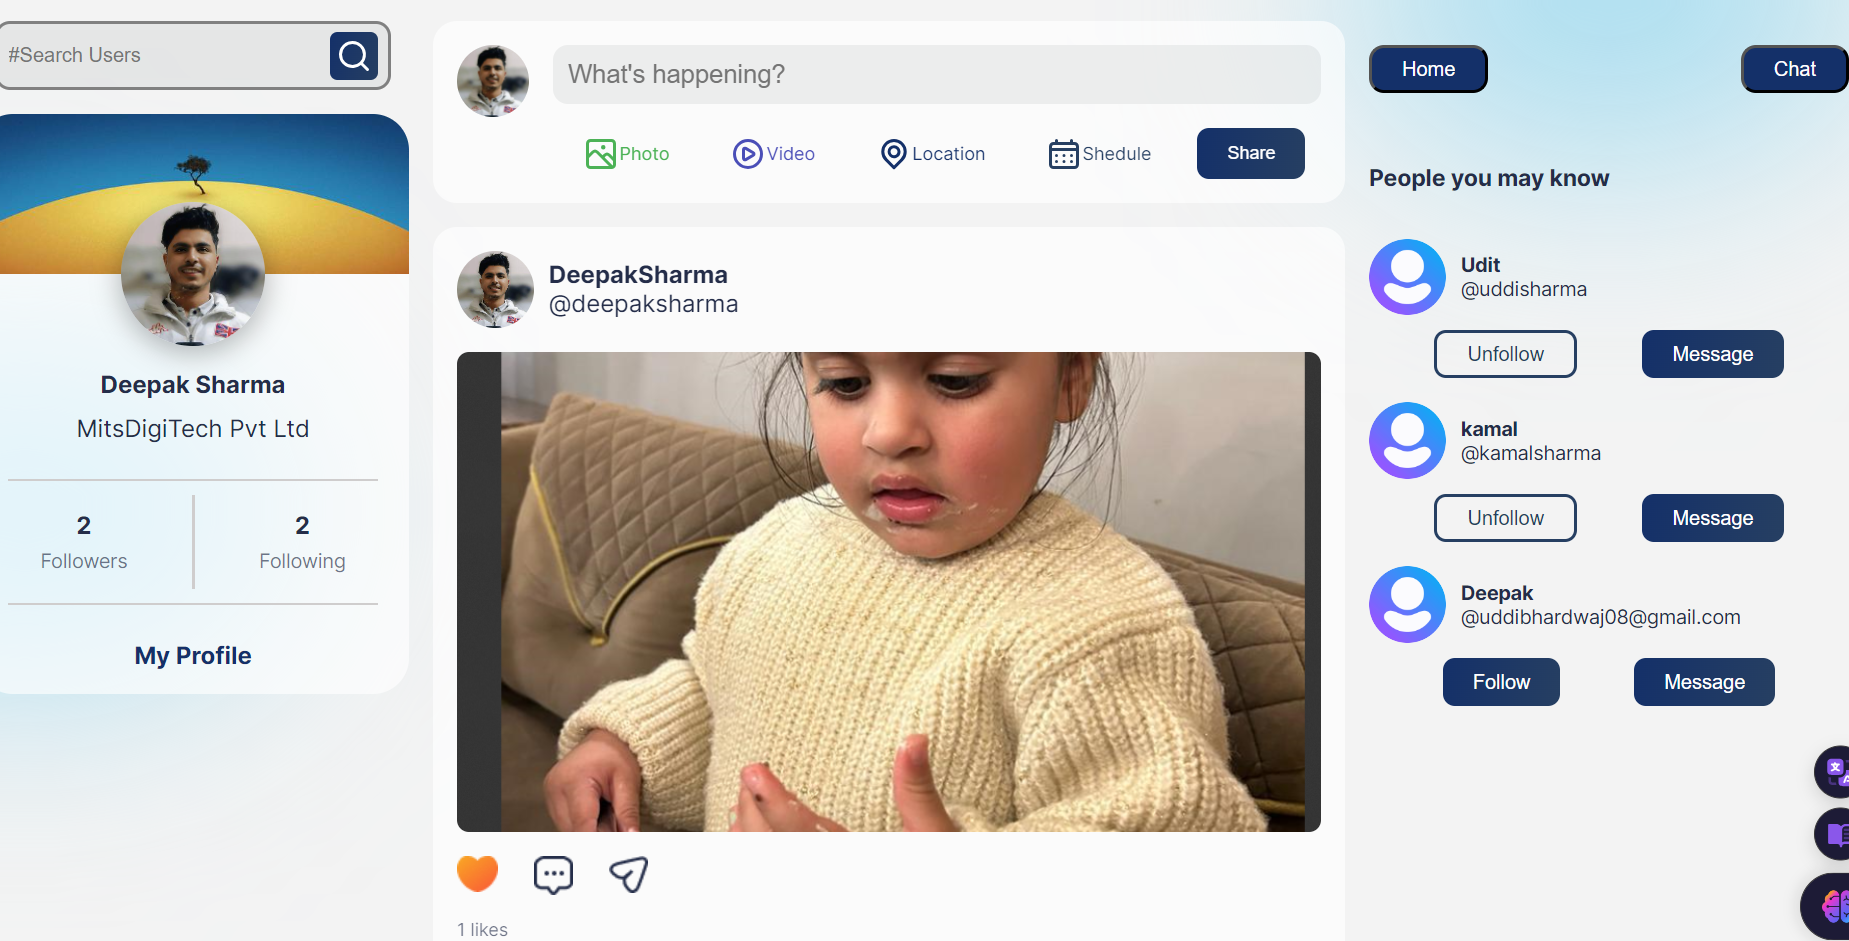 #Search Users
Deepak Sharma
MitsDigiTech Pvt Ltd
2
Followers
2
Following
My Profile
What's happening?
Photo
Video
Location
Shedule
Share
DeepakSharma
@deepaksharma
1 likes
Home
Chat
People you may know
Udit
@uddisharma
Unfollow
Message
kamal
@kamalsharma
Unfollow
Message
Deepak
@uddibhardwaj08@gmail.com
Follow
Message